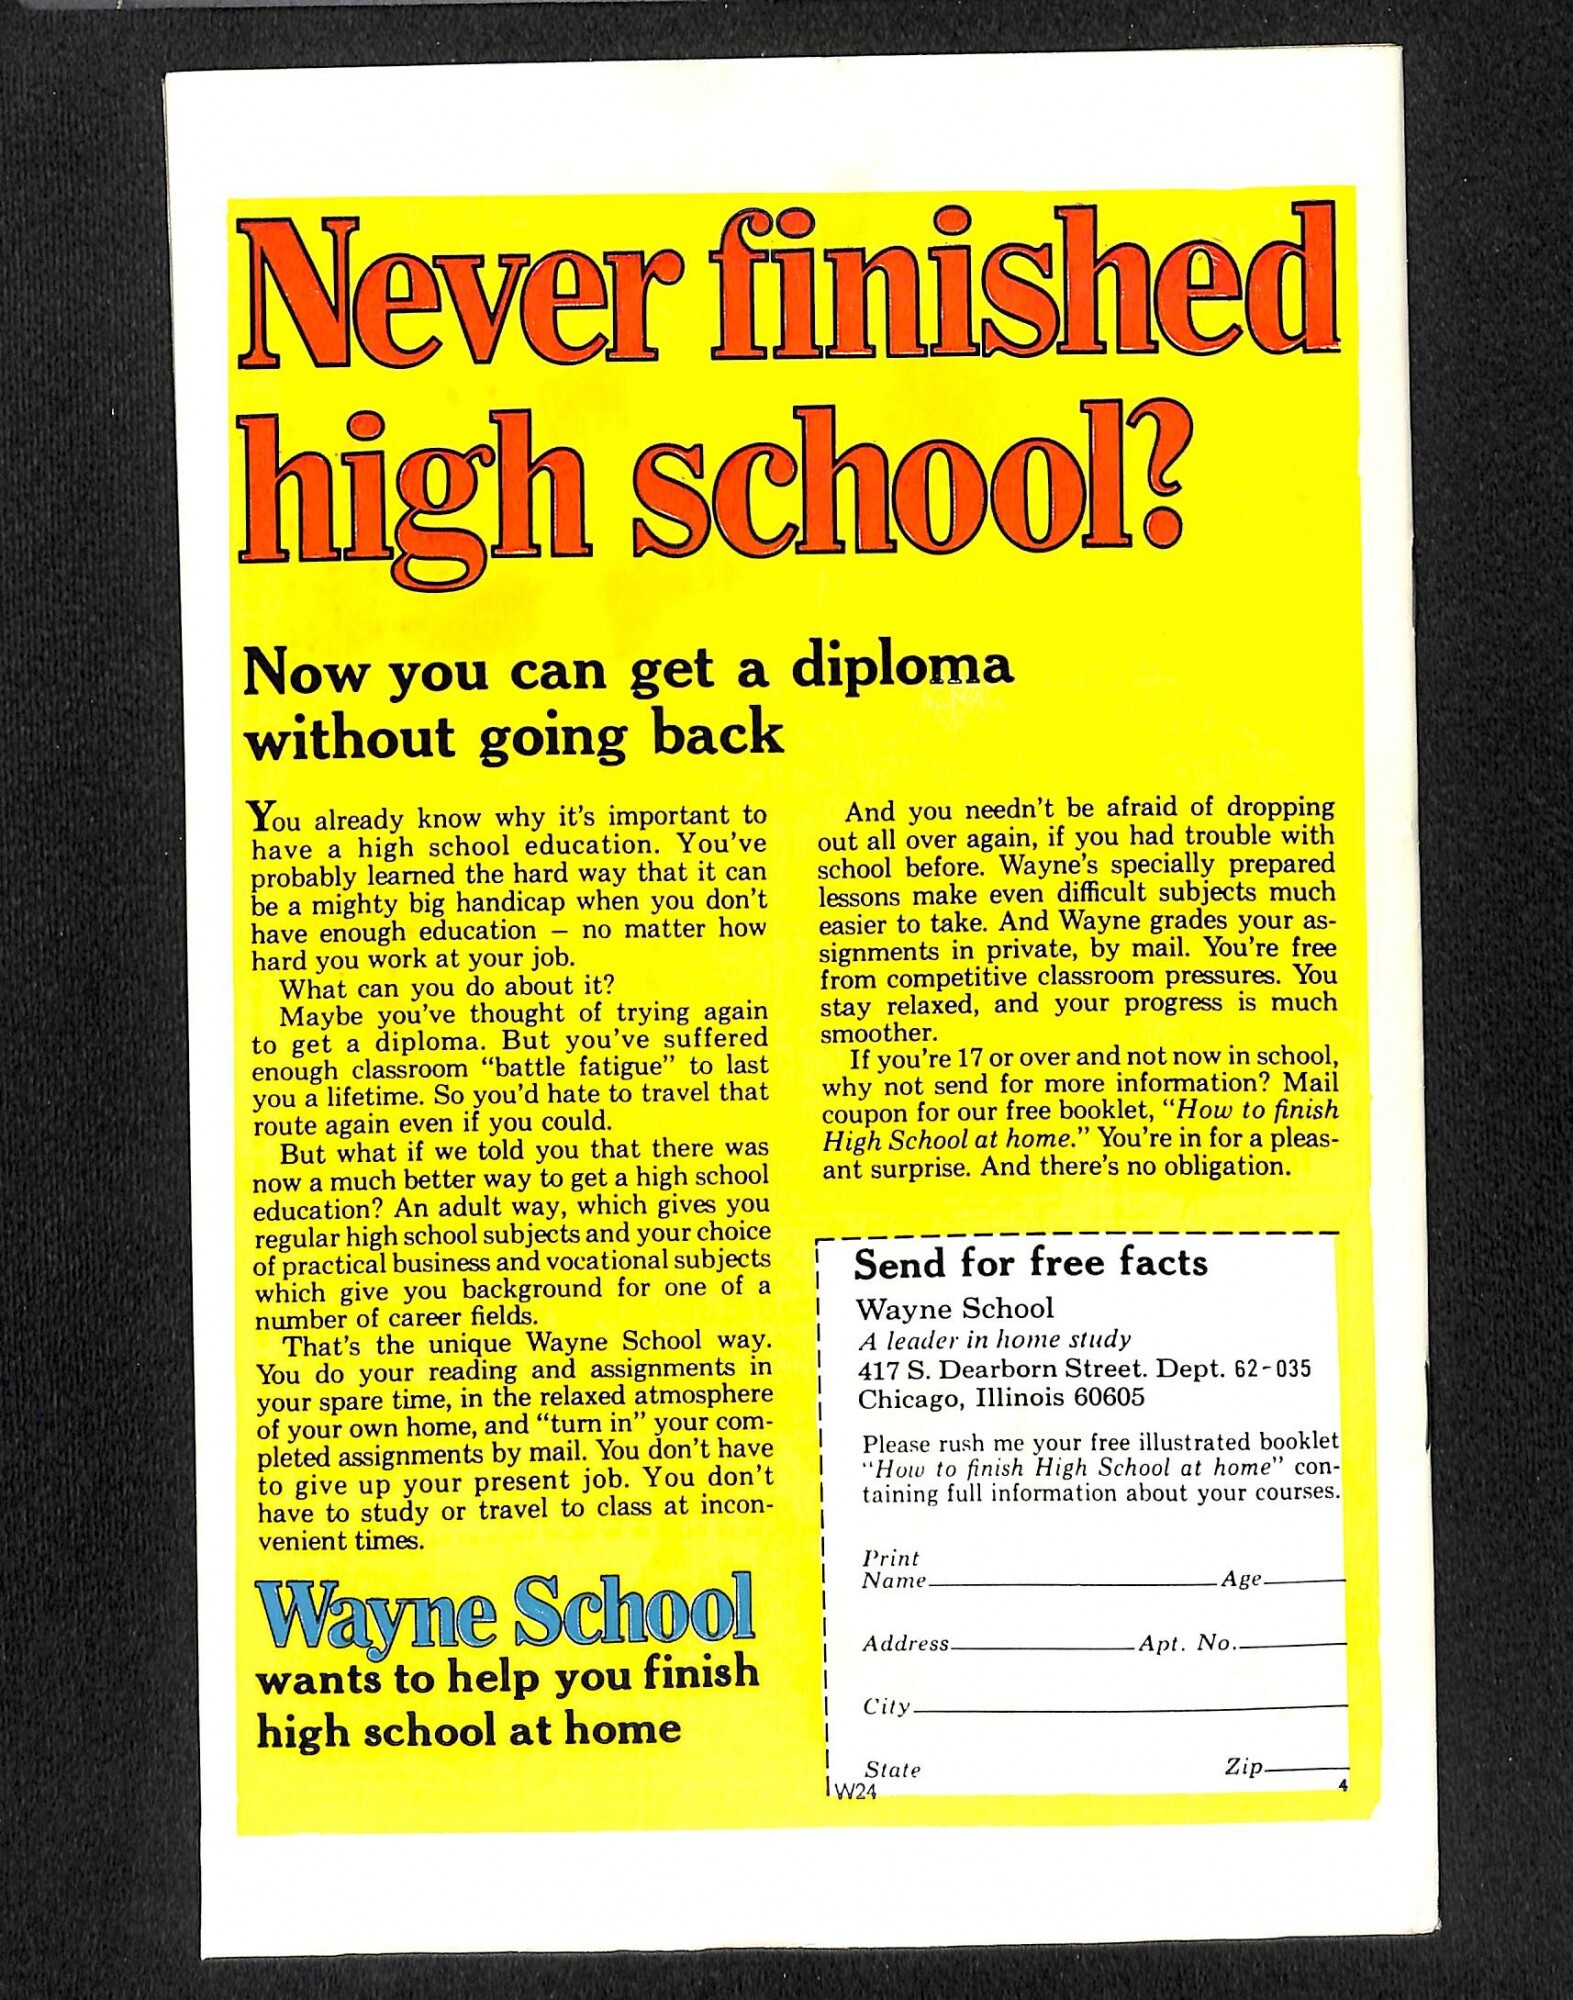 Never finished
high school?
Now you can get a diploma
without going back
You already know why it's important to
have a high school education. You've
probably learned the hard way that it can
be a mighty big handicap when you don't
have enough education — no matter how
hard you work at your job.
What can you do about it?
Maybe you've thought of trying again
to get a diploma. But you've suffered
enough classroom "battle fatigue" to last
you a lifetime. So you'd hate to travel that
route again even if you could.
But what if we told you that there was
now a much better way to get a high school
education? An adult way, which gives you
regular high school subjects and your choice
of practical business and vocational subjects
which give you background for one of a
number of career fields.
That's the unique Wayne School way.
You do your reading and assignments in
your spare time, in the relaxed atmosphere
of your own home, and "turn in" your com-
pleted assignments by mail. You don't have
to give up your present job. You don't
have to study or travel to class at incon-
venient times.
Wayne School
wants to help you finish
high school at home
And you needn't be afraid of dropping
out all over again, if you had trouble with
school before. Wayne's specially prepared
lessons make even difficult subjects much
easier to take. And Wayne grades your as-
signments in private, by mail. You're free
from competitive classroom pressures. You
stay relaxed, and your progress is much
smoother.
If you're 17 or over and not now in school,
why not send for more information? Mail
coupon for our free booklet, "How to finish
High School at home." You're in for a pleas-
ant surprise. And there's no obligation.
Send for free facts
Wayne School
A leader in home study
417 S. Dearborn Street. Dept. 62-035
Chicago, Illinois 60605
Please rush me your free illustrated booklet
"How to finish High School at home" con-
taining full information about your courses.
Print
Name Age
Address Apt. No.
City
State Zip
W24 4